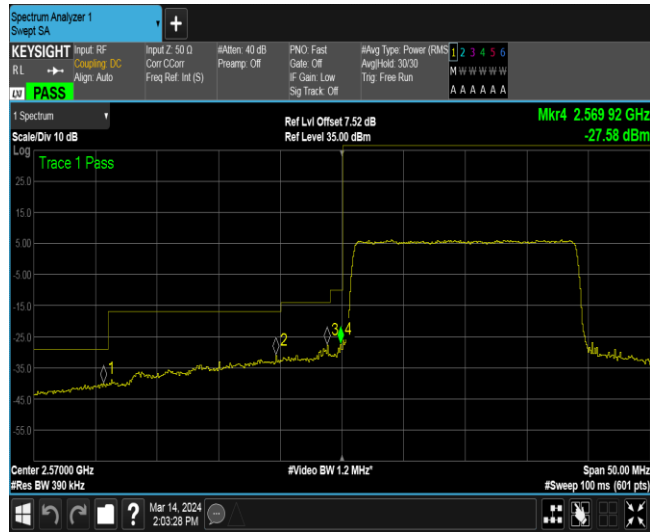 Spectrum Analyzer 1
Swept SA
+
KEYSIGHT
RL
LXI PASS
Input: RF
Coupling: DC
Align: Auto
Input Z: 50 Ω
Corr CCorr
Freq Ref: Int (S)
#Atten: 40 dB
Preamp: Off
PNO: Fast
Gate: Off
IF Gain: Low
Sig Track: Off
#Avg Type: Power (RMS
Avg|Hold: 30/30
Trig: Free Run
1 2 3 4 5 6
M W W W W W
A A A A A A
1 Spectrum
Scale/Div 10 dB
Ref Lvl Offset 7.52 dB
Ref Level 35.00 dBm
Mkr4 2.569 92 GHz
-27.58 dBm
Log
Trace 1 Pass
25.0
15.0
5.00
-5.00
-15.0
-25.0
-35.0
-45.0
-55.0
1
2
3
4
Center 2.57000 GHz
#Res BW 390 kHz
#Video BW 1.2 MHz*
Span 50.00 MHz
#Sweep 100 ms (601 pts)
?
Mar 14, 2024
2:03:28 PM